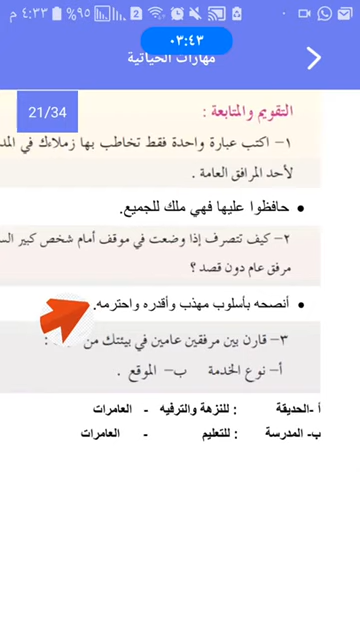 م ٤:٣٣ %٩٥ 2
٠٣:٤٣
مهارات الحياتية
21/34
التقويم والمتابعة :
١- اكتب عبارة واحدة فقط تخاطب بها زملاءك في
لأحد المرافق العامة .
• حافظوا عليها فهي ملك للجميع.
٢- كيف تتصرف إذا وضعت في موقف أمام شخص كبير
مرفق عام دون قصد ؟
• أنصحه بأسلوب مهذب وأقدره واحترمه.
٣- قارن بين مرفقين عامين في بيئتك من :
أ- نوع الخدمة ب- الموقع .
أ -الحديقة : للنزهة والترفيه - العامرات
ب- المدرسة : للتعليم - العامرات